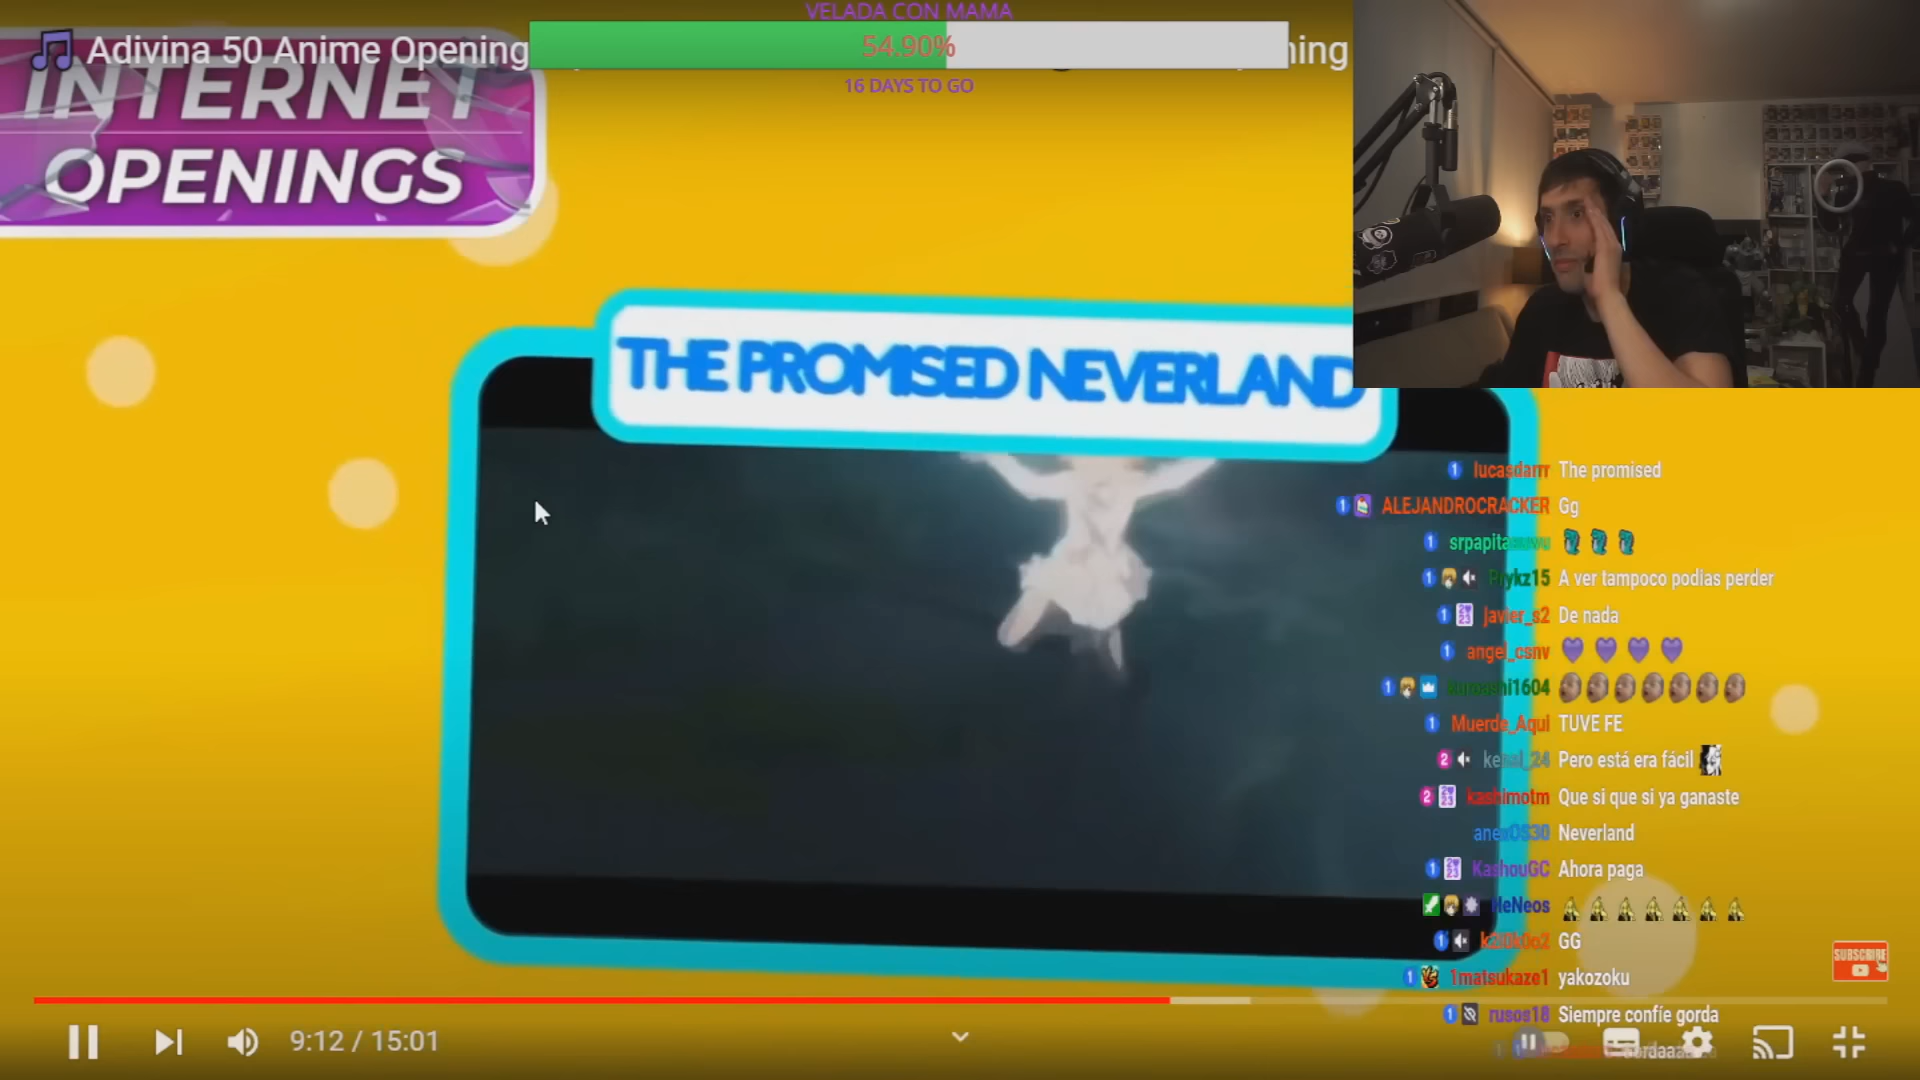 VELADA CON MAMA
Adivina 50 Anime Opening
ning
54.90%
16 DAYS TO GO
INTERNET
OPENINGS
THE PROMISED NEVERLAND
lucasdarrr The promised
ALEJANDROCRACKER Gg
A ver tampoco podias perder
javier_s2 De nada
angel_csnv
Muerde_Aqui TUVE FE
Pero está era fácil
kashimotm Que si que si ya ganaste
Neverland
KashouGC Ahora paga
HeNeos
GG
1matsukaze1 yakozoku
rusos18 Siempre confíe gorda
SUBSCRIBE
9:12 / 15:01